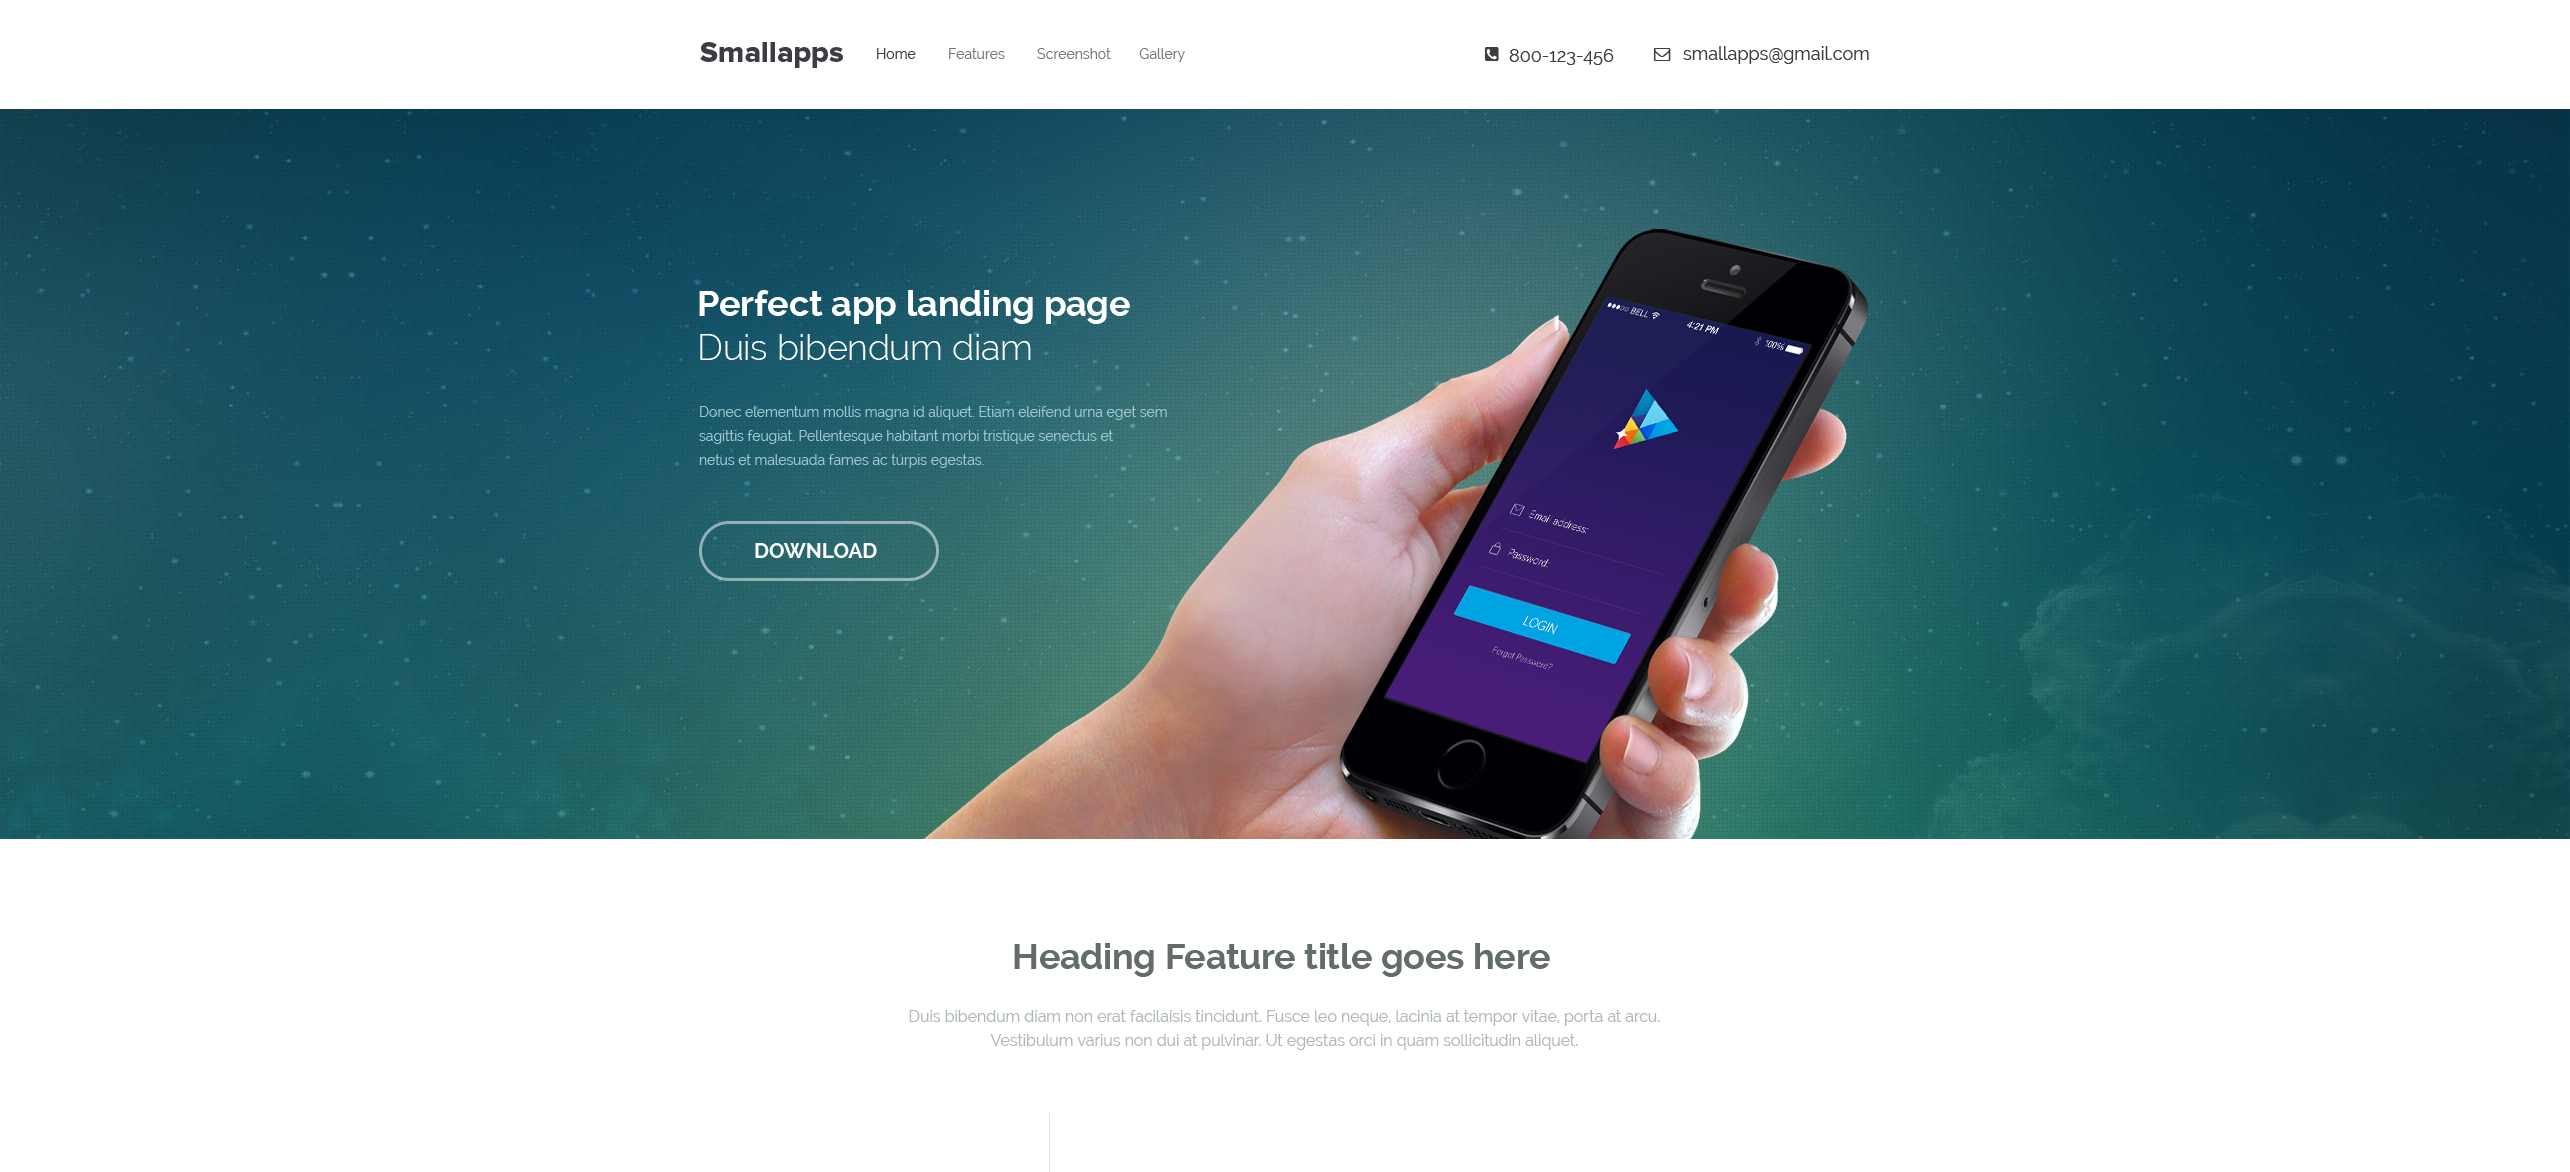 Smallapps
Home
Features
Screenshot
Gallery
800-123-456
smallapps@gmail.com
Perfect app landing page
Duis bibendum diam
Donec elementum mollis magna id aliquet. Etiam eleifend urna eget sem
sagittis feugiat. Pellentesque habitant morbi tristique senectus et
netus et malesuada fames ac turpis egestas.
DOWNLOAD
BELL
4:21 PM
100%
Email address:
Password:
LOGIN
Forgot Password?
Heading Feature title goes here
Duis bibendum diam non erat facilaisis tincidunt. Fusce leo neque, lacinia at tempor vitae, porta at arcu.
Vestibulum varius non dui at pulvinar. Ut egestas orci in quam sollicitudin aliquet.